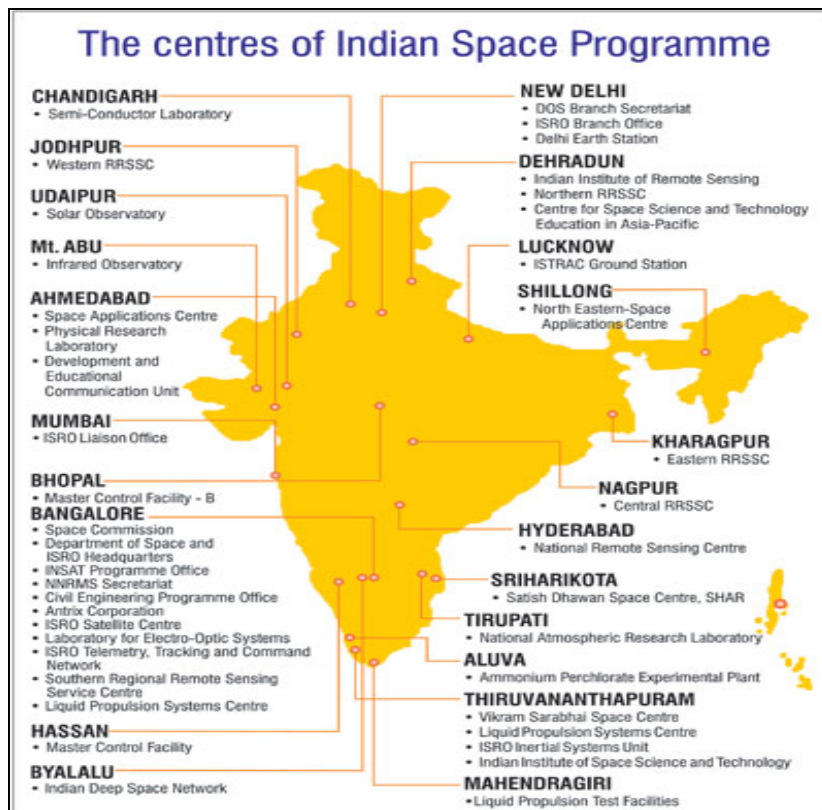 The centres of Indian Space Programme
CHANDIGARH
• Semi-Conductor Laboratory
JODHPUR
• Western RRSSC
UDAIPUR
• Solar Observatory
Mt. ABU
• Infrared Observatory
AHMEDABAD
• Space Applications Centre
• Physical Research
Laboratory
• Development and
Educational
Communication Unit
MUMBAI
• ISRO Liaison Office
BHOPAL
• Master Control Facility - B
BANGALORE
• Space Commission
• Department of Space and
ISRO Headquarters
• INSAT Programme Office
• NNRMS Secretariat
• Civil Engineering Programme Office
• Antrix Corporation
• ISRO Satellite Centre
• Laboratory for Electro-Optic Systems
• ISRO Telemetry, Tracking and Command
Network
• Southern Regional Remote Sensing
Service Centre
• Liquid Propulsion Systems Centre
HASSAN
• Master Control Facility
BYALALU
• Indian Deep Space Network
NEW DELHI
• DOS Branch Secretariat
• ISRO Branch Office
• Delhi Earth Station
DEHRADUN
• Indian Institute of Remote Sensing
• Northern RRSSC
• Centre for Space Science and Technology
Education in Asia-Pacific
LUCKNOW
• ISTRAC Ground Station
SHILLONG
• North Eastern-Space
Applications Centre
KHARAGPUR
• Eastern RRSSC
NAGPUR
• Central RRSSC
HYDERABAD
• National Remote Sensing Centre
SRIHARIKOTA
• Satish Dhawan Space Centre, SHAR
TIRUPATI
• National Atmospheric Research Laboratory
ALUVA
• Ammonium Perchlorate Experimental Plant
THIRUVANANTHAPURAM
• Vikram Sarabhai Space Centre
• Liquid Propulsion Systems Centre
• ISRO Inertial Systems Unit
• Indian Institute of Space Science and Technology
MAHENDRAGIRI
•Liquid Propulsion Test Facilities